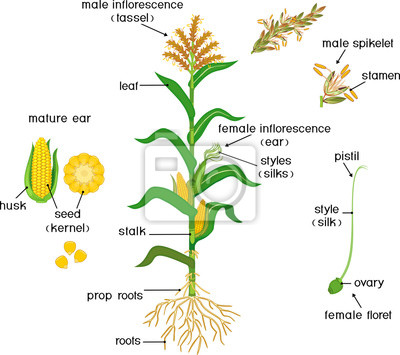 male inflorescence
(tassel)
male spikelet
stamen
leaf
mature ear
female inflorescence
(ear)
styles
(silks)
pistil
husk
seed
(kernel)
stalk
style
(silk)
prop roots
ovary
female floret
roots